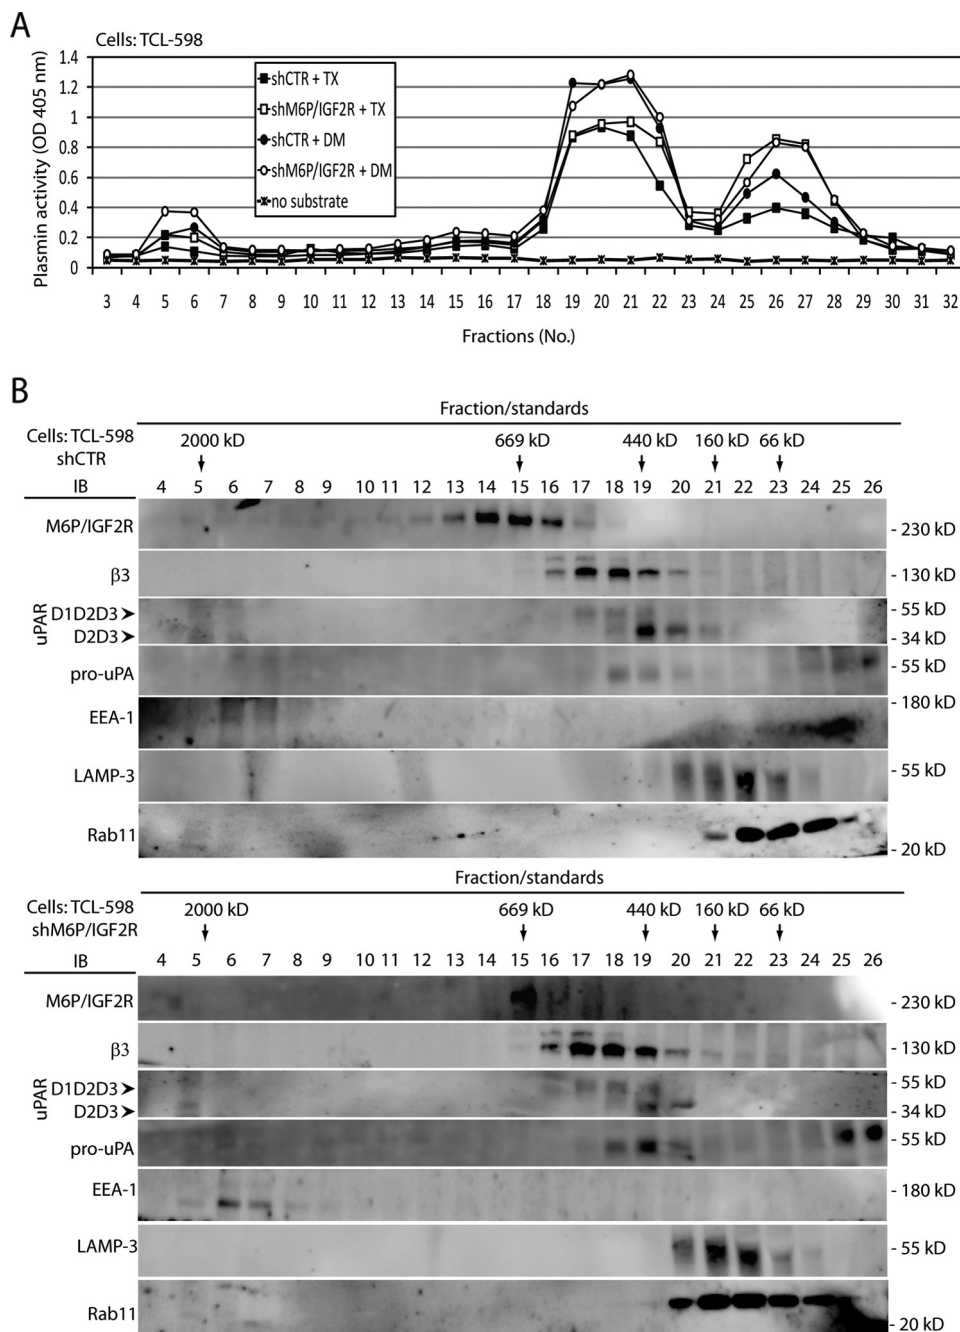 A
Cells: TCL-598
Plasmin activity (OD 405 nm)
1.4
1.2
1
0.8
0.6
0.4
0.2
0
shCTR + TX
shM6P/IGF2R + TX
shCTR + DM
shM6P/IGF2R + DM
no substrate
3 4 5 6 7 8 9 10 11 12 13 14 15 16 17 18 19 20 21 22 23 24 25 26 27 28 29 30 31 32
Fractions (No.)
B
Fraction/standards
Cells: TCL-598
shCTR
2000 kD 669 kD 440 kD 160 kD 66 kD
IB 4 5 6 7 8 9 10 11 12 13 14 15 16 17 18 19 20 21 22 23 24 25 26
M6P/IGF2R - 230 kD
β3 - 130 kD
uPAR
D1D2D3 - 55 kD
D2D3 - 34 kD
pro-uPA - 55 kD
EEA-1 - 180 kD
LAMP-3 - 55 kD
Rab11 - 20 kD
Fraction/standards
Cells: TCL-598
shM6P/IGF2R
2000 kD 669 kD 440 kD 160 kD 66 kD
IB 4 5 6 7 8 9 10 11 12 13 14 15 16 17 18 19 20 21 22 23 24 25 26
M6P/IGF2R - 230 kD
β3 - 130 kD
uPAR
D1D2D3 - 55 kD
D2D3 - 34 kD
pro-uPA - 55 kD
EEA-1 - 180 kD
LAMP-3 - 55 kD
Rab11 - 20 kD